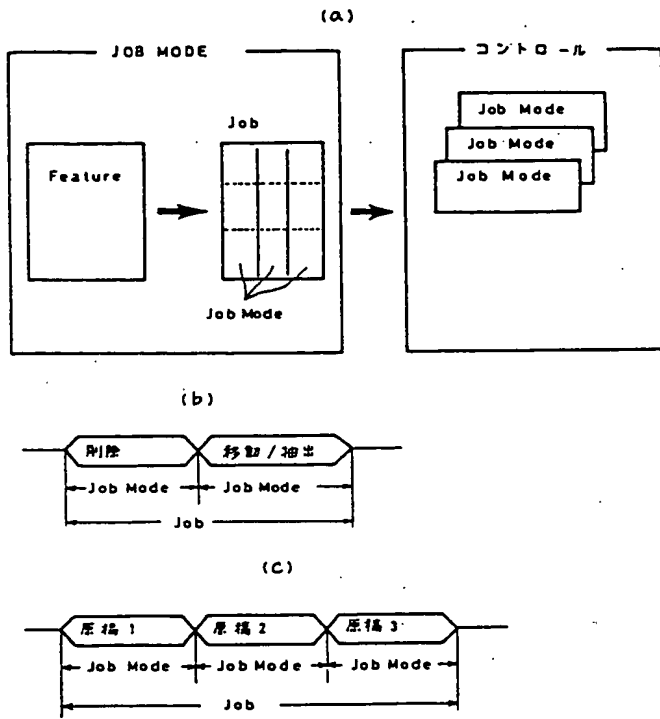 (a)
JOB MODE
コントロール
Job
Feature
Job Mode
Job Mode
Job Mode
Job Mode
(b)
削除
移動/抽出
Job Mode
Job Mode
Job
(c)
原稿 1
原稿 2
原稿 3
Job Mode
Job Mode
Job Mode
Job